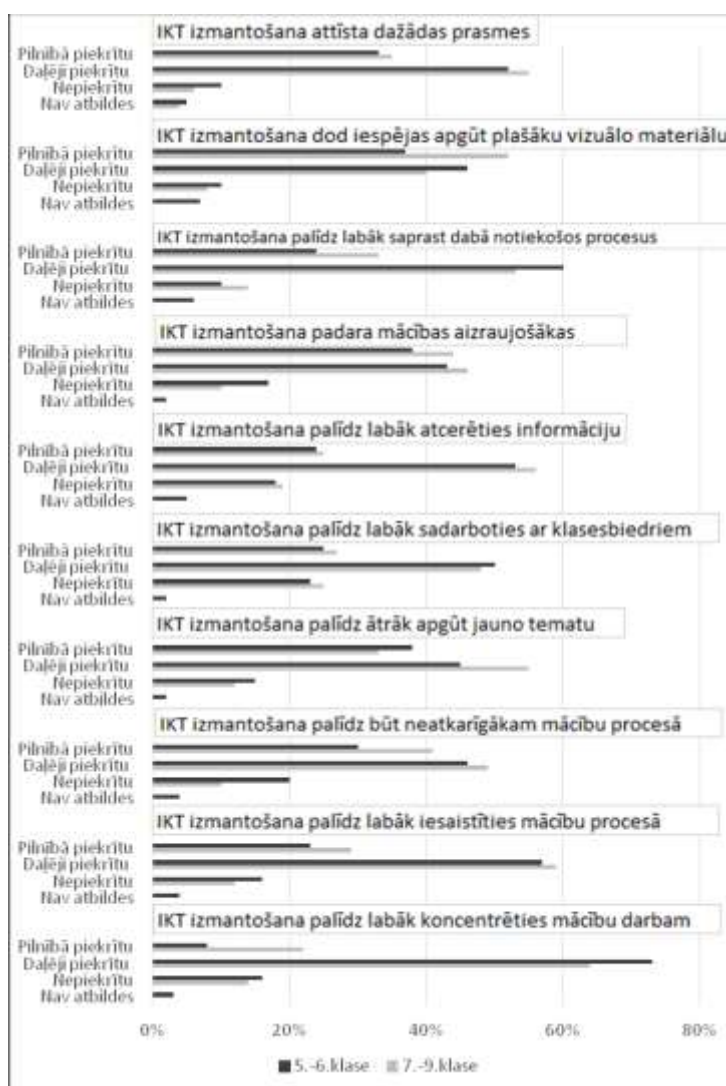 IKT izmantošana attīsta dažādas prasmes
Pilnībā piekrītu
Daļēji piekrītu
Nepiekrītu
Nav atbildes
IKT izmantošana dod iespējas apgūt plašāku vizuālo materiālu
Pilnībā piekrītu
Daļēji piekrītu
Nepiekrītu
Nav atbildes
IKT izmantošana palīdz labāk saprast dabā notiekošos procesus
Pilnībā piekrītu
Daļēji piekrītu
Nepiekrītu
Nav atbildes
IKT izmantošana padara mācības aizraujošākas
Pilnībā piekrītu
Daļēji piekrītu
Nepiekrītu
Nav atbildes
IKT izmantošana palīdz labāk atcerēties informāciju
Pilnībā piekrītu
Daļēji piekrītu
Nepiekrītu
Nav atbildes
IKT izmantošana palīdz labāk sadarboties ar klasesbiedriem
Pilnībā piekrītu
Daļēji piekrītu
Nepiekrītu
Nav atbildes
IKT izmantošana palīdz ātrāk apgūt jauno tematu
Pilnībā piekrītu
Daļēji piekrītu
Nepiekrītu
Nav atbildes
IKT izmantošana palīdz būt neatkarīgākam mācību procesā
Pilnībā piekrītu
Daļēji piekrītu
Nepiekrītu
Nav atbildes
IKT izmantošana palīdz labāk iesaistīties mācību procesā
Pilnībā piekrītu
Daļēji piekrītu
Nepiekrītu
Nav atbildes
IKT izmantošana palīdz labāk koncentrēties mācību darbam
Pilnībā piekrītu
Daļēji piekrītu
Nepiekrītu
Nav atbildes
0% 20% 40% 60% 80%
5.-6.klase 7.-9.klase